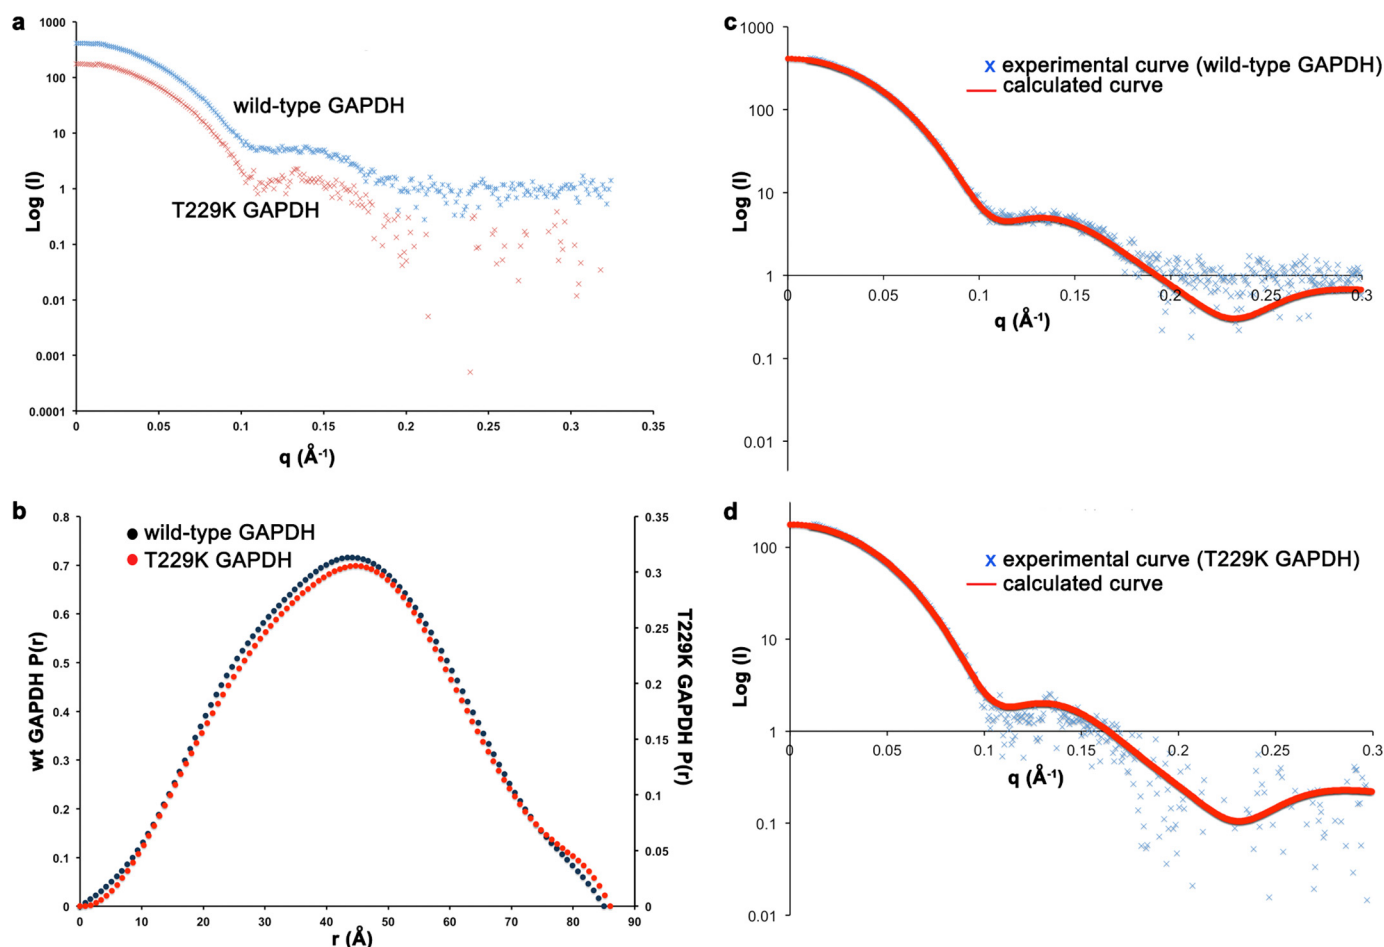 a
1000
100
10
1
0.1
0.01
0.001
0.0001
Log (I)
wild-type GAPDH
T229K GAPDH
0 0.05 0.1 0.15 0.2 0.25 0.3 0.35
q (Å-1)
c
1000
100
10
1
0.1
0.01
Log (I)
x experimental curve (wild-type GAPDH)
calculated curve
0 0.05 0.1 0.15 0.2 0.25 0.3
q (Å-1)
b
0.8
0.7
0.6
0.5
0.4
0.3
0.2
0.1
0
wt GAPDH P(r)
wild-type GAPDH
T229K GAPDH
0.35
0.3
0.25
0.2
0.15
0.1
0.05
0
T229K GAPDH P(r)
0 10 20 30 40 50 60 70 80 90
r (Å)
d
100
10
1
0.1
0.01
Log (I)
x experimental curve (T229K GAPDH)
calculated curve
0 0.05 0.1 0.15 0.2 0.25 0.3
q (Å-1)